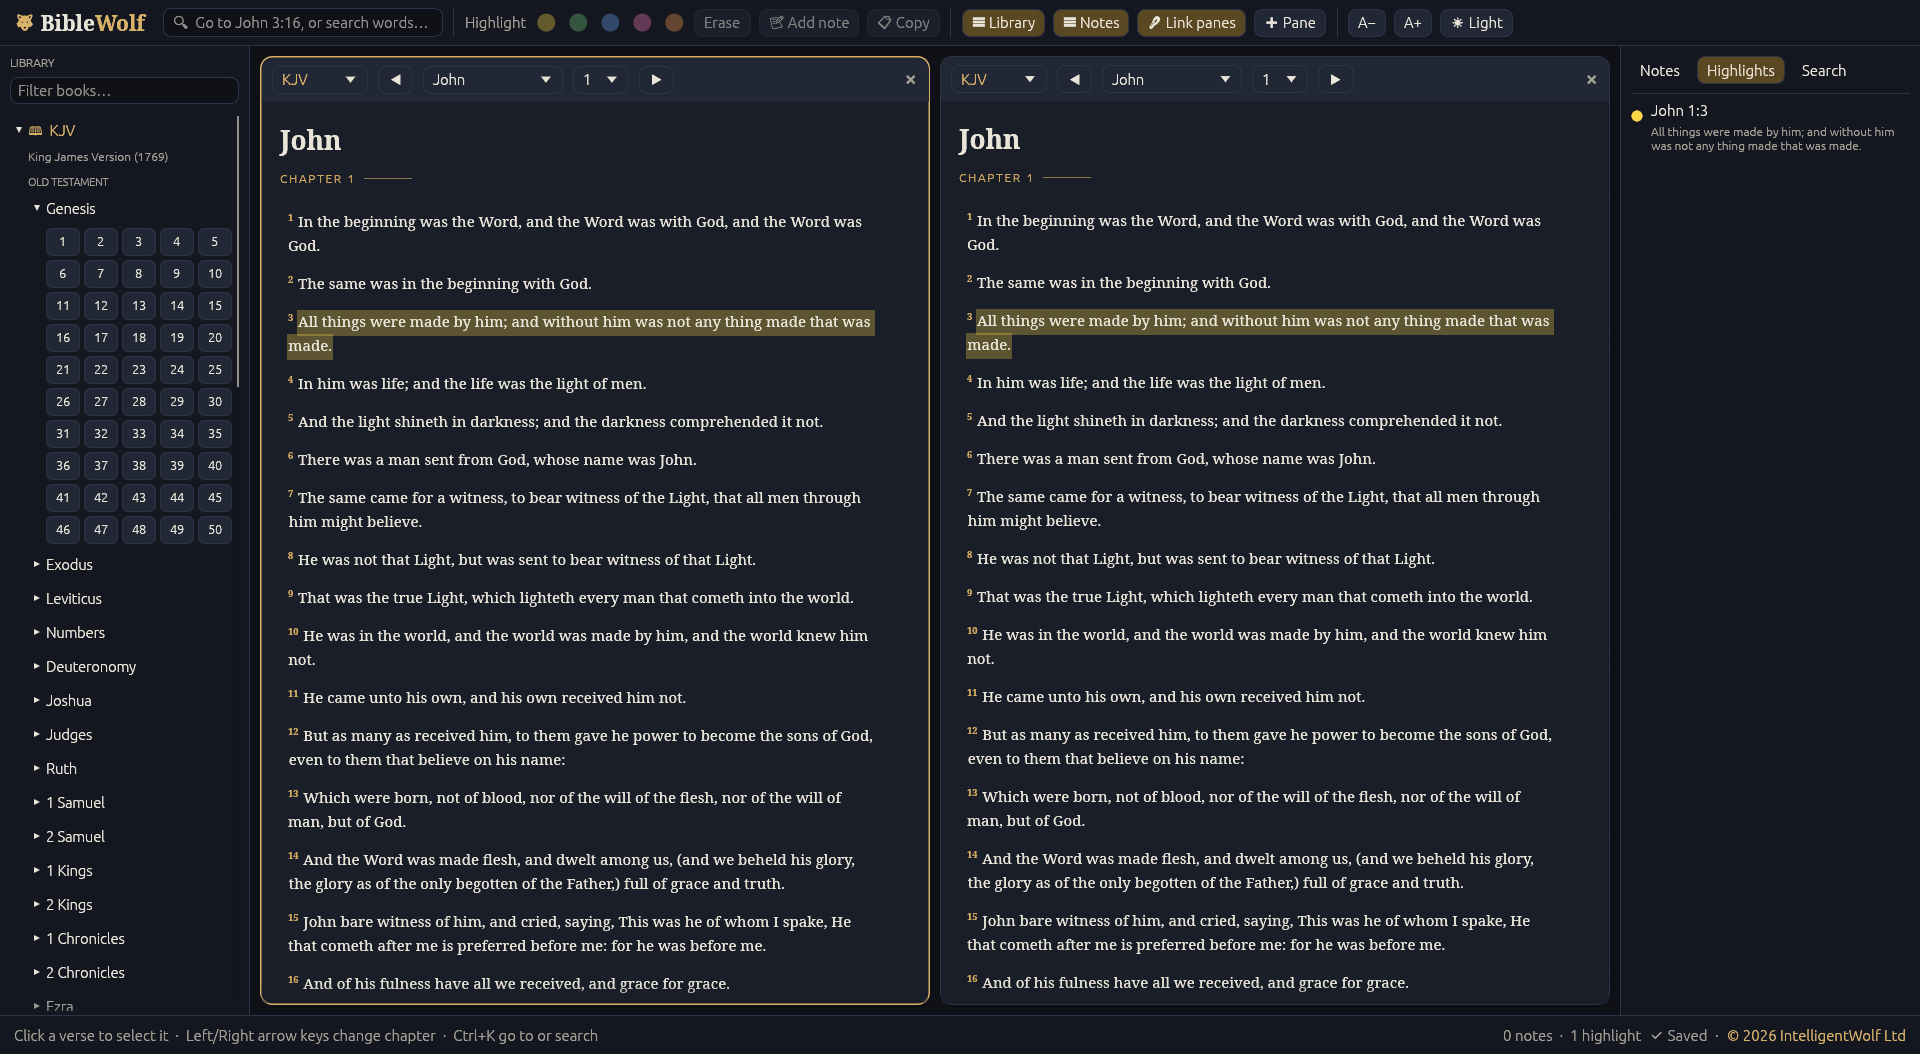 BibleWolf
Go to John 3:16, or search words…
Highlight
Erase
Add note
Copy
Library
Notes
Link panes
Pane
A−
A+
Light
LIBRARY
Filter books…
KJV
King James Version (1769)
OLD TESTAMENT
Genesis
1 2 3 4 5
6 7 8 9 10
11 12 13 14 15
16 17 18 19 20
21 22 23 24 25
26 27 28 29 30
31 32 33 34 35
36 37 38 39 40
41 42 43 44 45
46 47 48 49 50
Exodus
Leviticus
Numbers
Deuteronomy
Joshua
Judges
Ruth
1 Samuel
2 Samuel
1 Kings
2 Kings
1 Chronicles
2 Chronicles
Ezra
KJV John 1
John
CHAPTER 1
1 In the beginning was the Word, and the Word was with God, and the Word was
God.
2 The same was in the beginning with God.
3 All things were made by him; and without him was not any thing made that was
made.
4 In him was life; and the life was the light of men.
5 And the light shineth in darkness; and the darkness comprehended it not.
6 There was a man sent from God, whose name was John.
7 The same came for a witness, to bear witness of the Light, that all men through
him might believe.
8 He was not that Light, but was sent to bear witness of that Light.
9 That was the true Light, which lighteth every man that cometh into the world.
10 He was in the world, and the world was made by him, and the world knew him
not.
11 He came unto his own, and his own received him not.
12 But as many as received him, to them gave he power to become the sons of God,
even to them that believe on his name:
13 Which were born, not of blood, nor of the will of the flesh, nor of the will of
man, but of God.
14 And the Word was made flesh, and dwelt among us, (and we beheld his glory,
the glory as of the only begotten of the Father,) full of grace and truth.
15 John bare witness of him, and cried, saying, This was he of whom I spake, He
that cometh after me is preferred before me: for he was before me.
16 And of his fulness have all we received, and grace for grace.
KJV John 1
John
CHAPTER 1
1 In the beginning was the Word, and the Word was with God, and the Word was
God.
2 The same was in the beginning with God.
3 All things were made by him; and without him was not any thing made that was
made.
4 In him was life; and the life was the light of men.
5 And the light shineth in darkness; and the darkness comprehended it not.
6 There was a man sent from God, whose name was John.
7 The same came for a witness, to bear witness of the Light, that all men through
him might believe.
8 He was not that Light, but was sent to bear witness of that Light.
9 That was the true Light, which lighteth every man that cometh into the world.
10 He was in the world, and the world was made by him, and the world knew him
not.
11 He came unto his own, and his own received him not.
12 But as many as received him, to them gave he power to become the sons of God,
even to them that believe on his name:
13 Which were born, not of blood, nor of the will of the flesh, nor of the will of
man, but of God.
14 And the Word was made flesh, and dwelt among us, (and we beheld his glory,
the glory as of the only begotten of the Father,) full of grace and truth.
15 John bare witness of him, and cried, saying, This was he of whom I spake, He
that cometh after me is preferred before me: for he was before me.
16 And of his fulness have all we received, and grace for grace.
Notes Highlights Search
John 1:3
All things were made by him; and without him
was not any thing made that was made.
Click a verse to select it · Left/Right arrow keys change chapter · Ctrl+K go to or search
0 notes · 1 highlight ✓ Saved · © 2026 IntelligentWolf Ltd